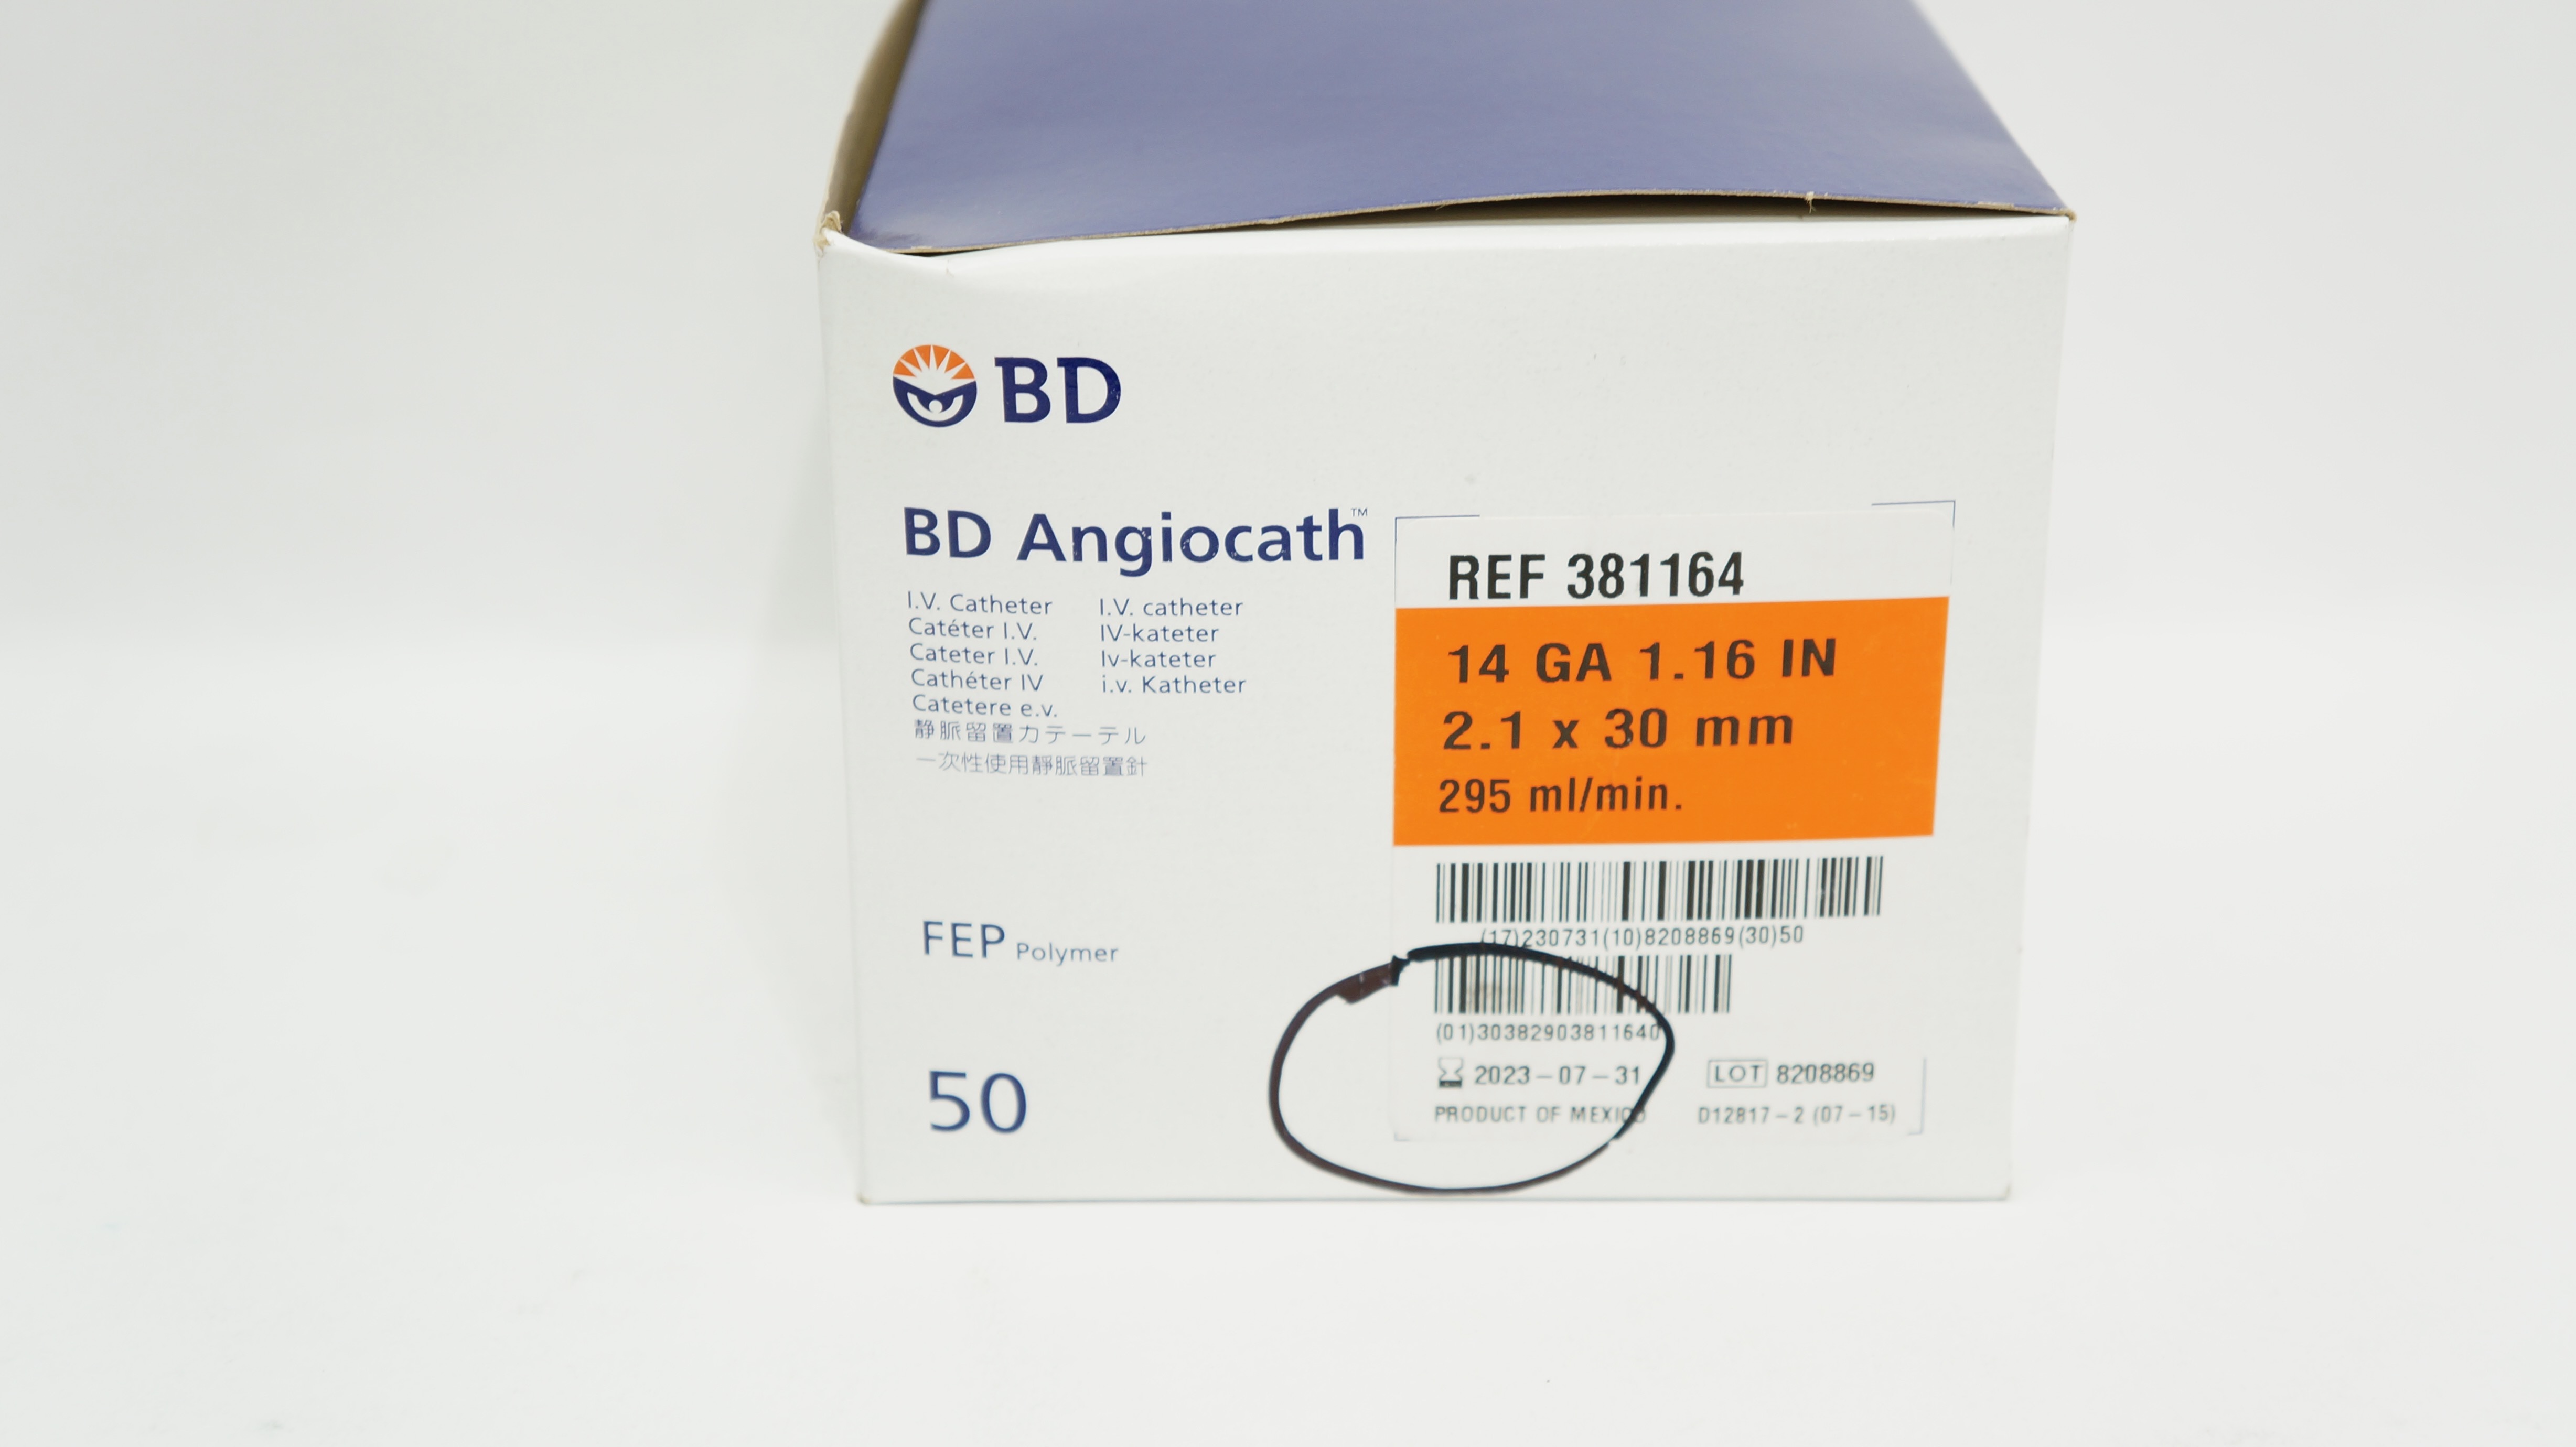 BD
BD Angiocath™
I.V. Catheter
Catéter I.V.
Cateter I.V.
Cathéter IV
Catetere e.v.
I.V. catheter
IV-kateter
Iv-kateter
i.v. Katheter
静脈留置カテーテル
一次性使用靜脈留置針
FEP Polymer
50
REF 381164
14 GA 1.16 IN
2.1 x 30 mm
295 ml/min.
(17)230731(10)8208869(30)50
(01)30382903811640
2023-07-31
LOT 8208869
PRODUCT OF MEXICO
D12817-2 (07-15)